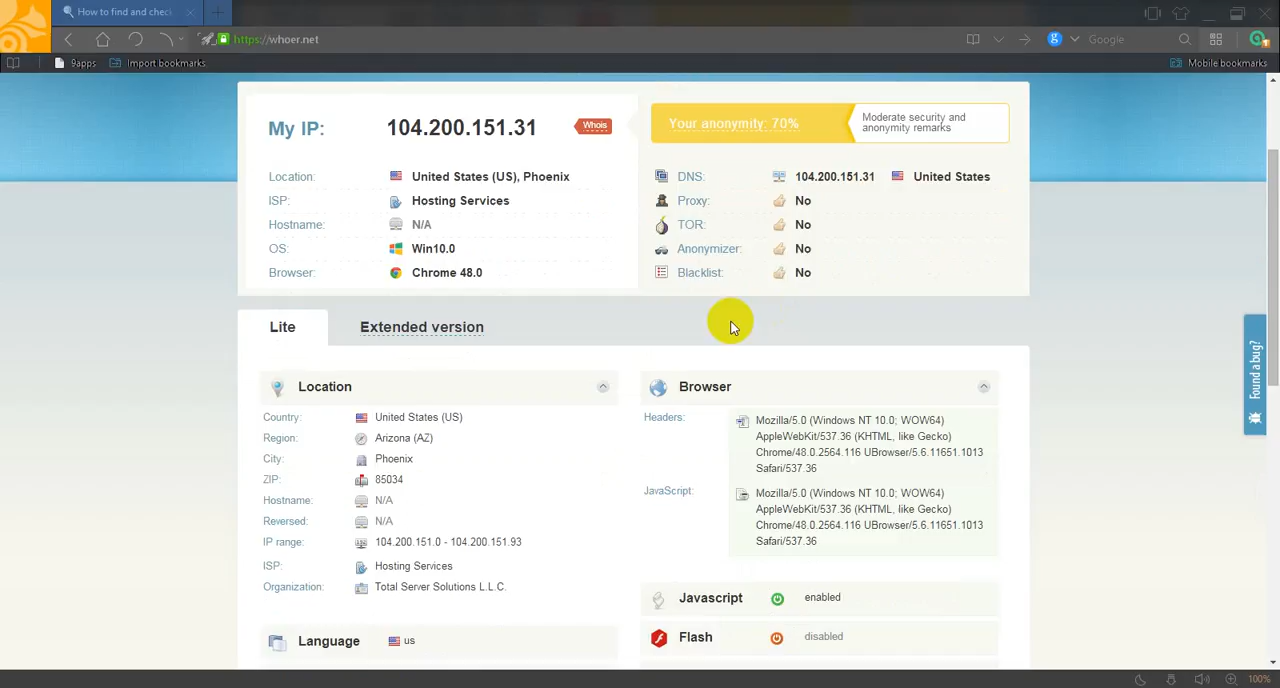 How to find and check
https://whoer.net
Google
9apps
Import bookmarks
Mobile bookmarks
My IP:
104.200.151.31
Whois
Your anonymity: 70%
Moderate security and
anonymity remarks
Location:
United States (US), Phoenix
ISP:
Hosting Services
Hostname:
N/A
OS:
Win10.0
Browser:
Chrome 48.0
DNS:
104.200.151.31
United States
Proxy:
No
TOR:
No
Anonymizer:
No
Blacklist:
No
Found a bug?
Lite
Extended version
Location
Country:
United States (US)
Region:
Arizona (AZ)
City:
Phoenix
ZIP:
85034
Hostname:
N/A
Reversed:
N/A
IP range:
104.200.151.0 - 104.200.151.93
ISP:
Hosting Services
Organization:
Total Server Solutions L.L.C.
Language
us
Browser
Headers:
Mozilla/5.0 (Windows NT 10.0; WOW64)
AppleWebKit/537.36 (KHTML, like Gecko)
Chrome/48.0.2564.116 UBrowser/5.6.11651.1013
Safari/537.36
JavaScript:
Mozilla/5.0 (Windows NT 10.0; WOW64)
AppleWebKit/537.36 (KHTML, like Gecko)
Chrome/48.0.2564.116 UBrowser/5.6.11651.1013
Safari/537.36
Javascript
enabled
Flash
disabled
100%